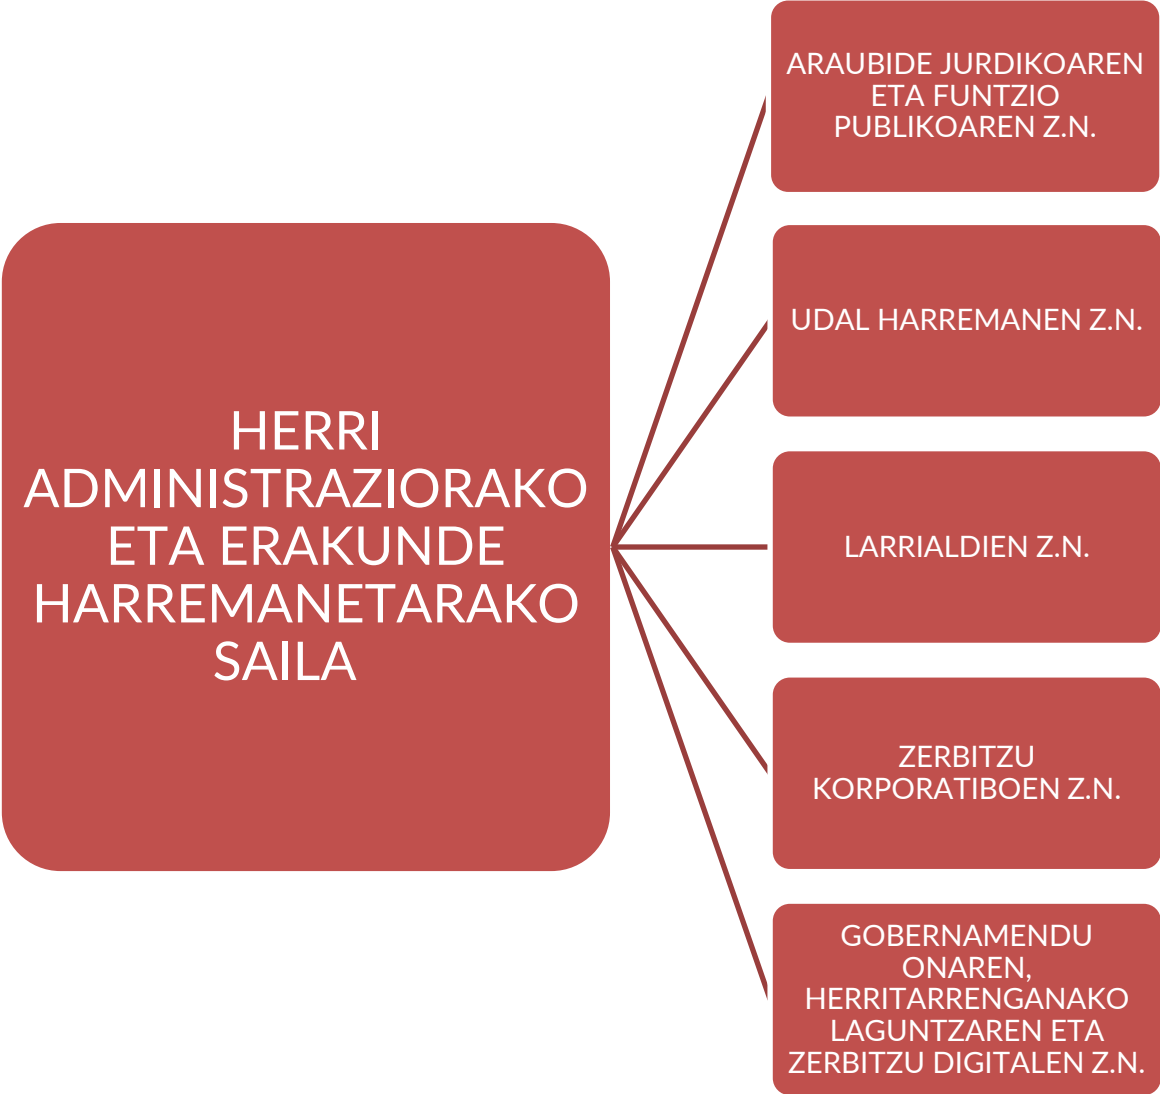 HERRI
ADMINISTRAZIORAKO
ETA ERAKUNDE
HARREMANETARAKO
SAILA
ARAUBIDE JURDIKOAREN
ETA FUNTZIO
PUBLIKOAREN Z.N.
UDAL HARREMANEN Z.N.
LARRIALDIEN Z.N.
ZERBITZU
KORPORATIBOEN Z.N.
GOBERNAMENDU
ONAREN,
HERRITARRENGANAKO
LAGUNTZAREN ETA
ZERBITZU DIGITALEN Z.N.